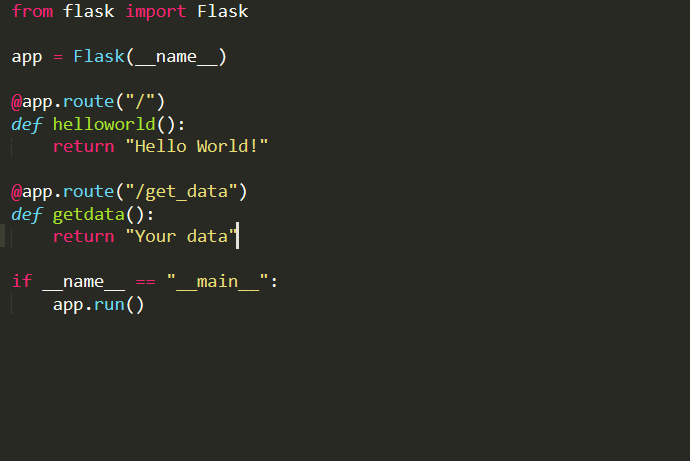 from flask import Flask
app = Flask(__name__)
@app.route("/")
def helloworld():
    return "Hello World!"
@app.route("/get_data")
def getdata():
    return "Your data"
if __name__ == "__main__":
    app.run()